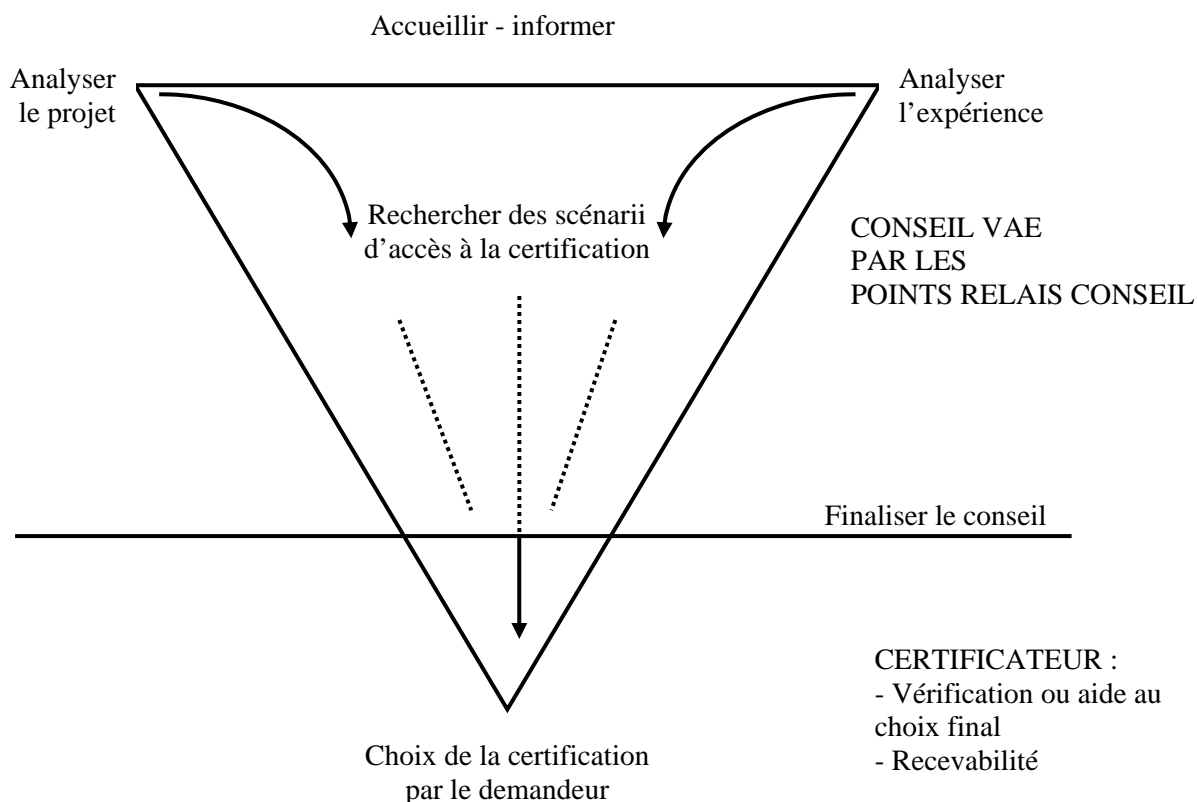 Accueillir - informer
Analyser
le projet
Analyser
l’expérience
Rechercher des scénarii
d’accès à la certification
CONSEIL VAE
PAR LES
POINTS RELAIS CONSEIL
Finaliser le conseil
CERTIFICATEUR :
- Vérification ou aide au
choix final
- Recevabilité
Choix de la certification
par le demandeur